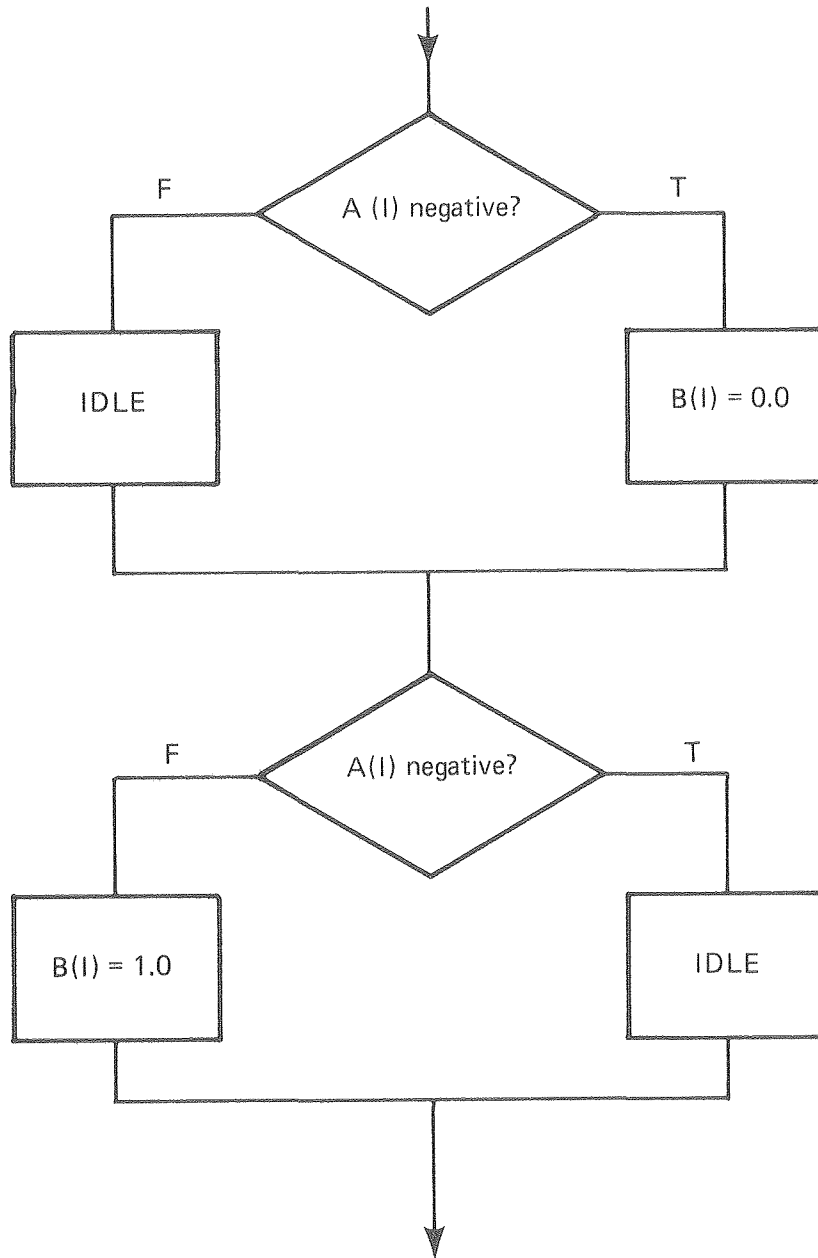 F
A (I) negative?
T
IDLE
B(I) = 0.0
F
A(I) negative?
T
B(I) = 1.0
IDLE